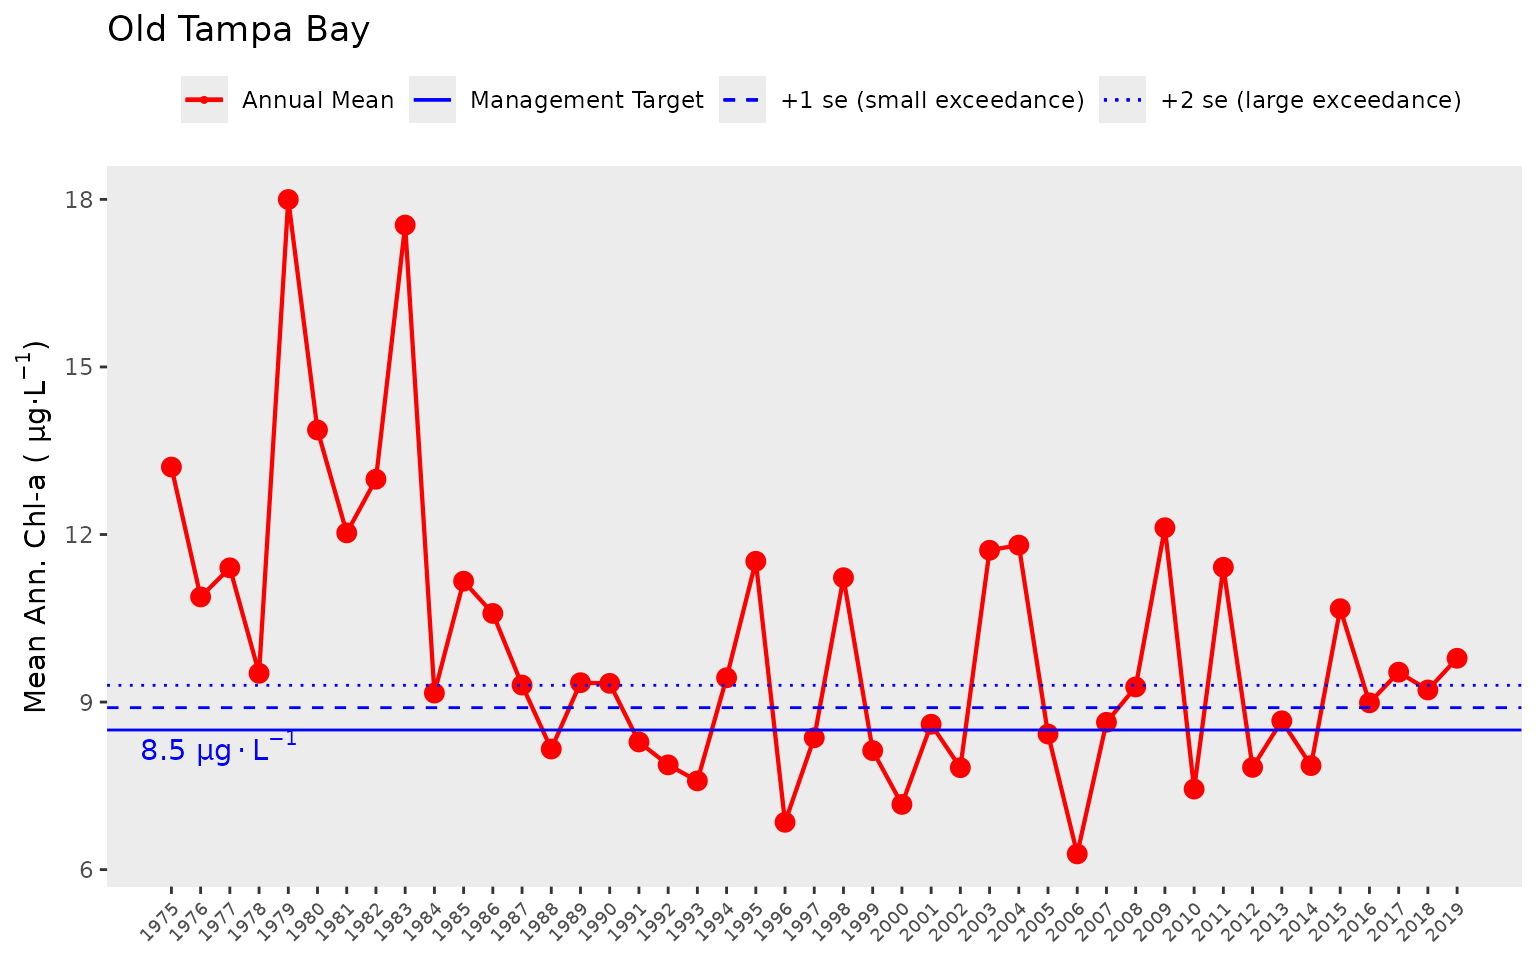 Old Tampa Bay
Annual Mean Management Target +1 se (small exceedance) +2 se (large exceedance)
Mean Ann. Chl-a ( µg·L⁻¹)
18
15
12
9
6
8.5 µg·L⁻¹
1975 1976 1977 1978 1979 1980 1981 1982 1983 1984 1985 1986 1987 1988 1989 1990 1991 1992 1993 1994 1995 1996 1997 1998 1999 2000 2001 2002 2003 2004 2005 2006 2007 2008 2009 2010 2011 2012 2013 2014 2015 2016 2017 2018 2019